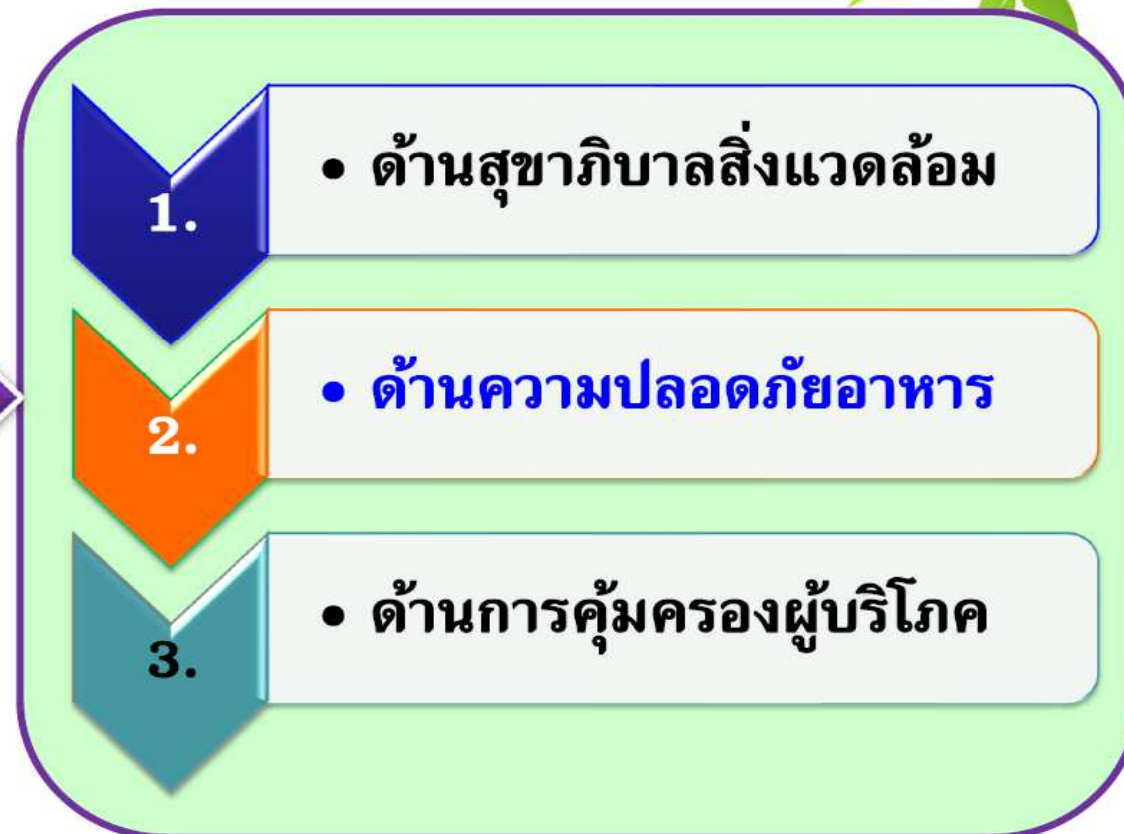 1.
• ด้านสุขาภิบาลสิ่งแวดล้อม
2.
• ด้านความปลอดภัยอาหาร
3.
• ด้านการคุ้มครองผู้บริโภค